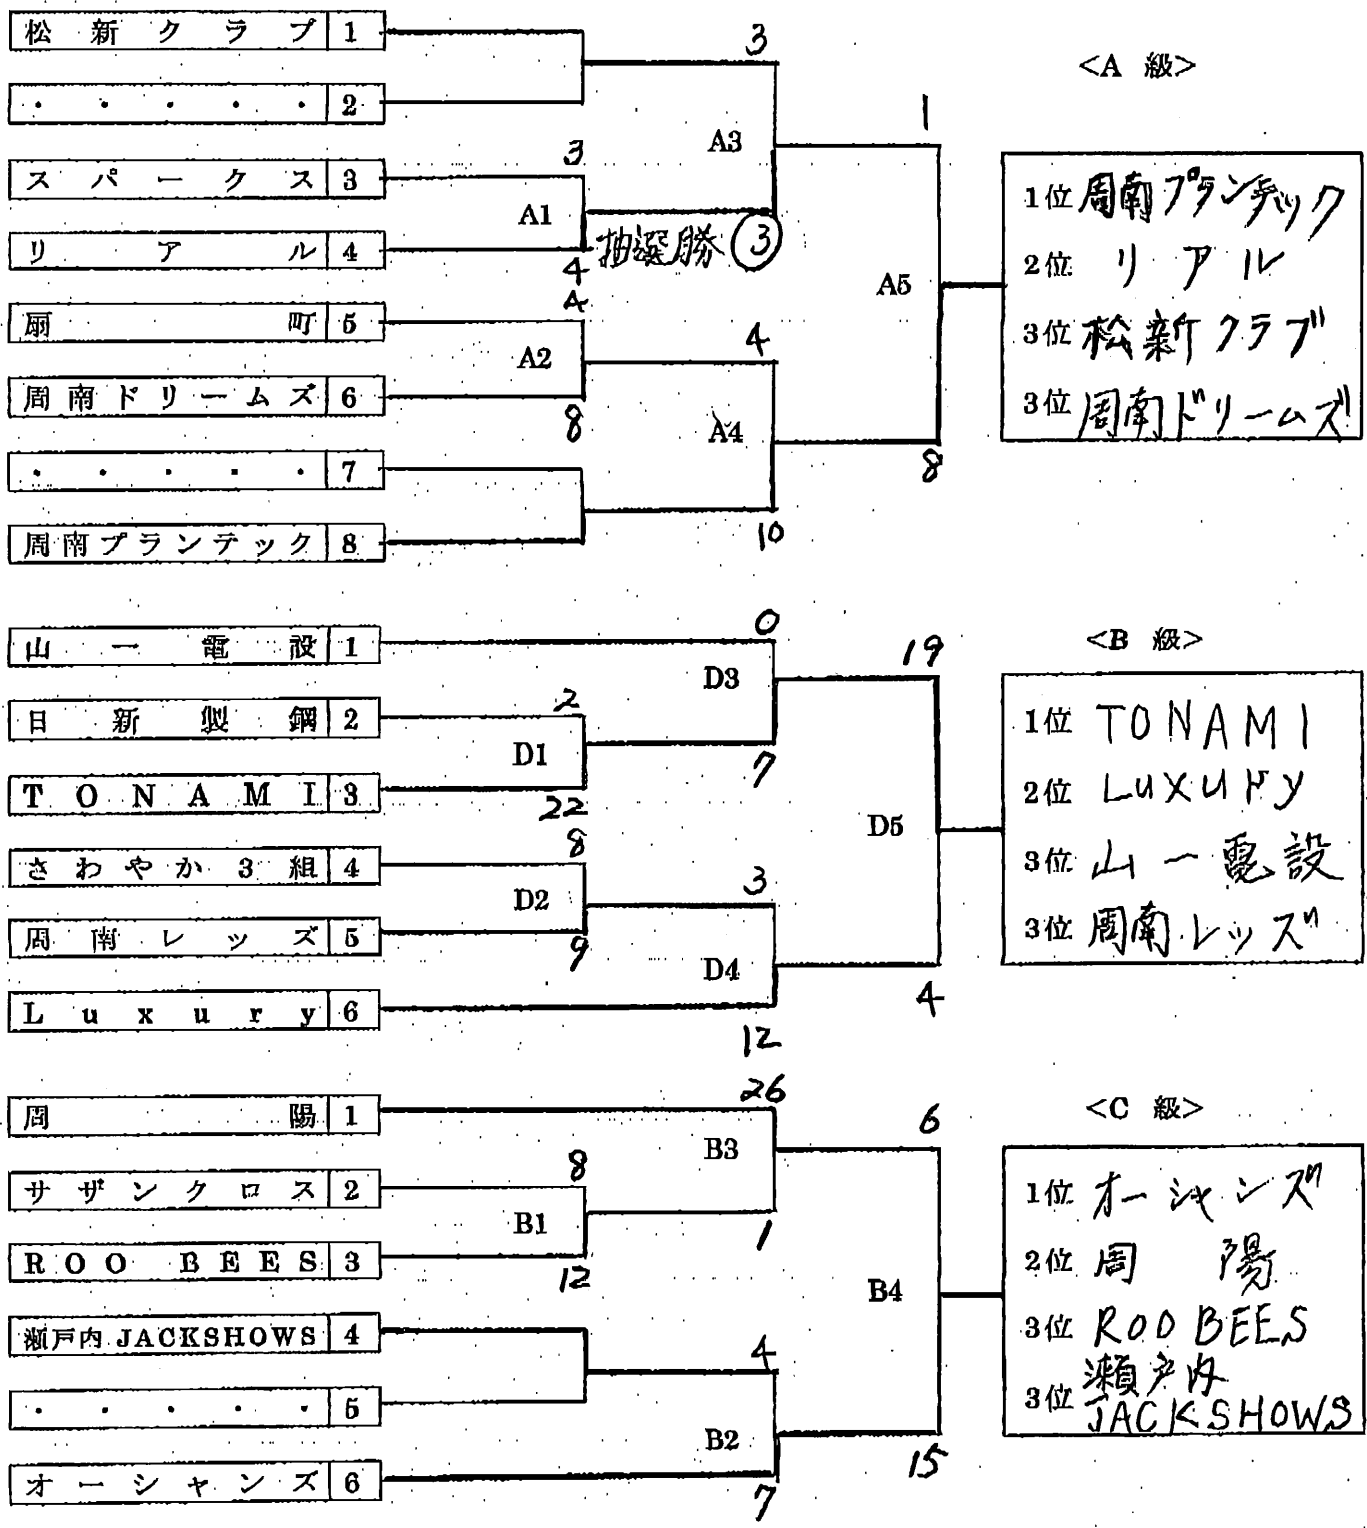 松新クラブ 1
・・・・・ 2
スパークス 3
リアル 4
扇町 5
周南ドリームズ 6
・・・・・ 7
周南プランテック 8
3
A3
3
A1
4
抽選勝 ③
4
A2
8
4
A4
10
1
A5
8
<A 級>
1位 周南プランテック
2位 リアル
3位 松新クラブ
3位 周南ドリームズ
山一電設 1
日新製鋼 2
TONAMI 3
さわやか3組 4
周南レッズ 5
Luxury 6
0
D3
7
2
D1
22
8
D2
9
3
D4
12
19
D5
4
<B 級>
1位 TONAMI
2位 Luxury
3位 山一電設
3位 周南レッズ
周陽 1
サザンクロス 2
ROO BEES 3
瀬戸内 JACKSHOWS 4
・・・・・ 5
オーシャンズ 6
26
B3
1
8
B1
12
4
B2
7
6
B4
15
<C 級>
1位 オーシャンズ
2位 周陽
3位 ROO BEES
3位 瀬戸内
JACKSHOWS